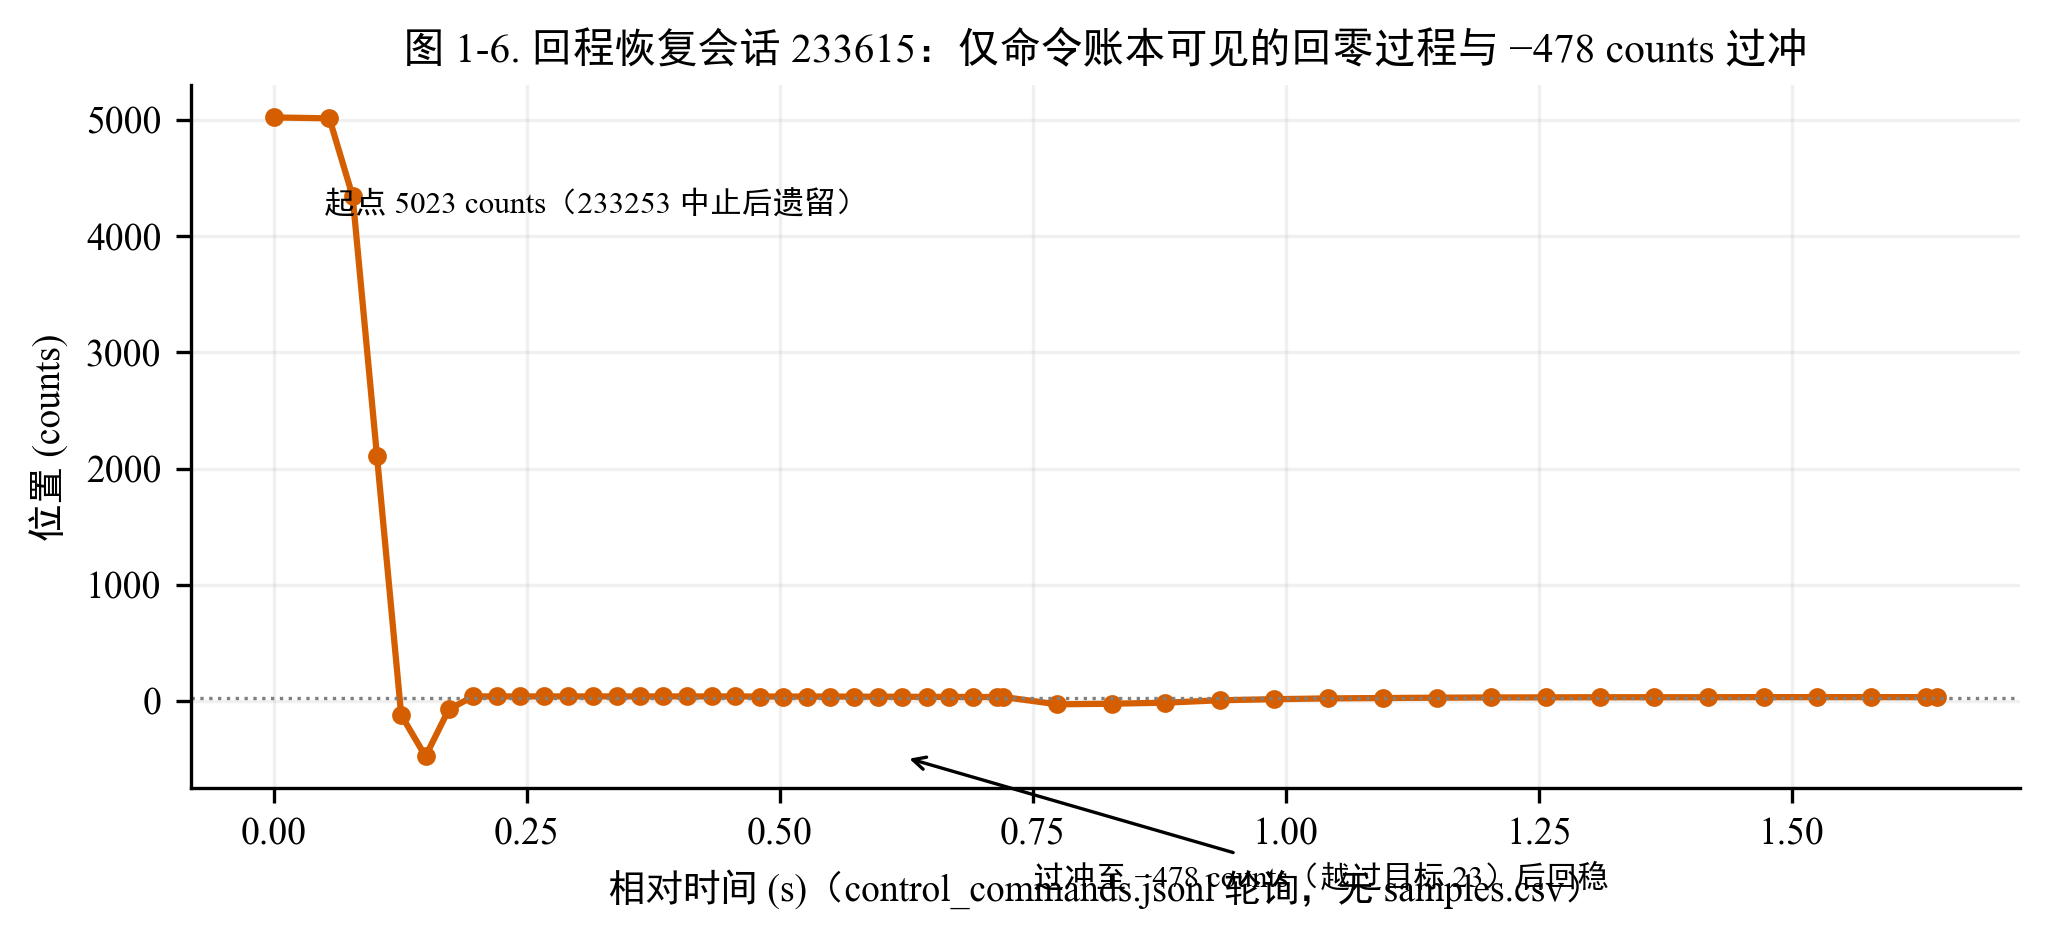 图 1-6. 回程恢复会话 233615：仅命令账本可见的回零过程与 −478 counts 过冲
位置 (counts)
5000
4000
3000
2000
1000
0
起点 5023 counts（233253 中止后遗留）
0.00
0.25
0.50
0.75
1.00
1.25
1.50
过冲至 −478 counts（越过目标 23）后回稳
相对时间 (s)（control_commands.jsonl 轮询，无 samples.csv）